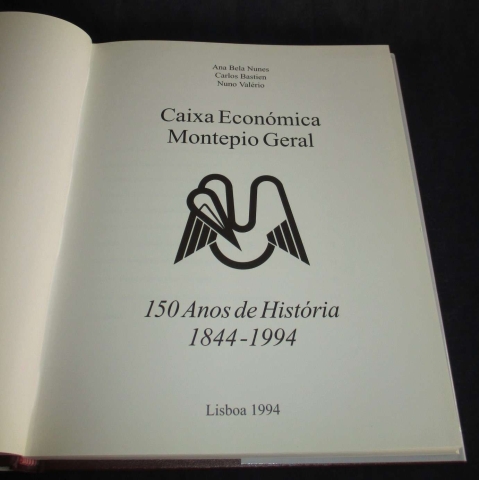 Ana Bela Nunes
Carlos Bastien
Nuno Valério
Caixa Económica
Montepio Geral
150 Anos de História
1844-1994
Lisboa 1994